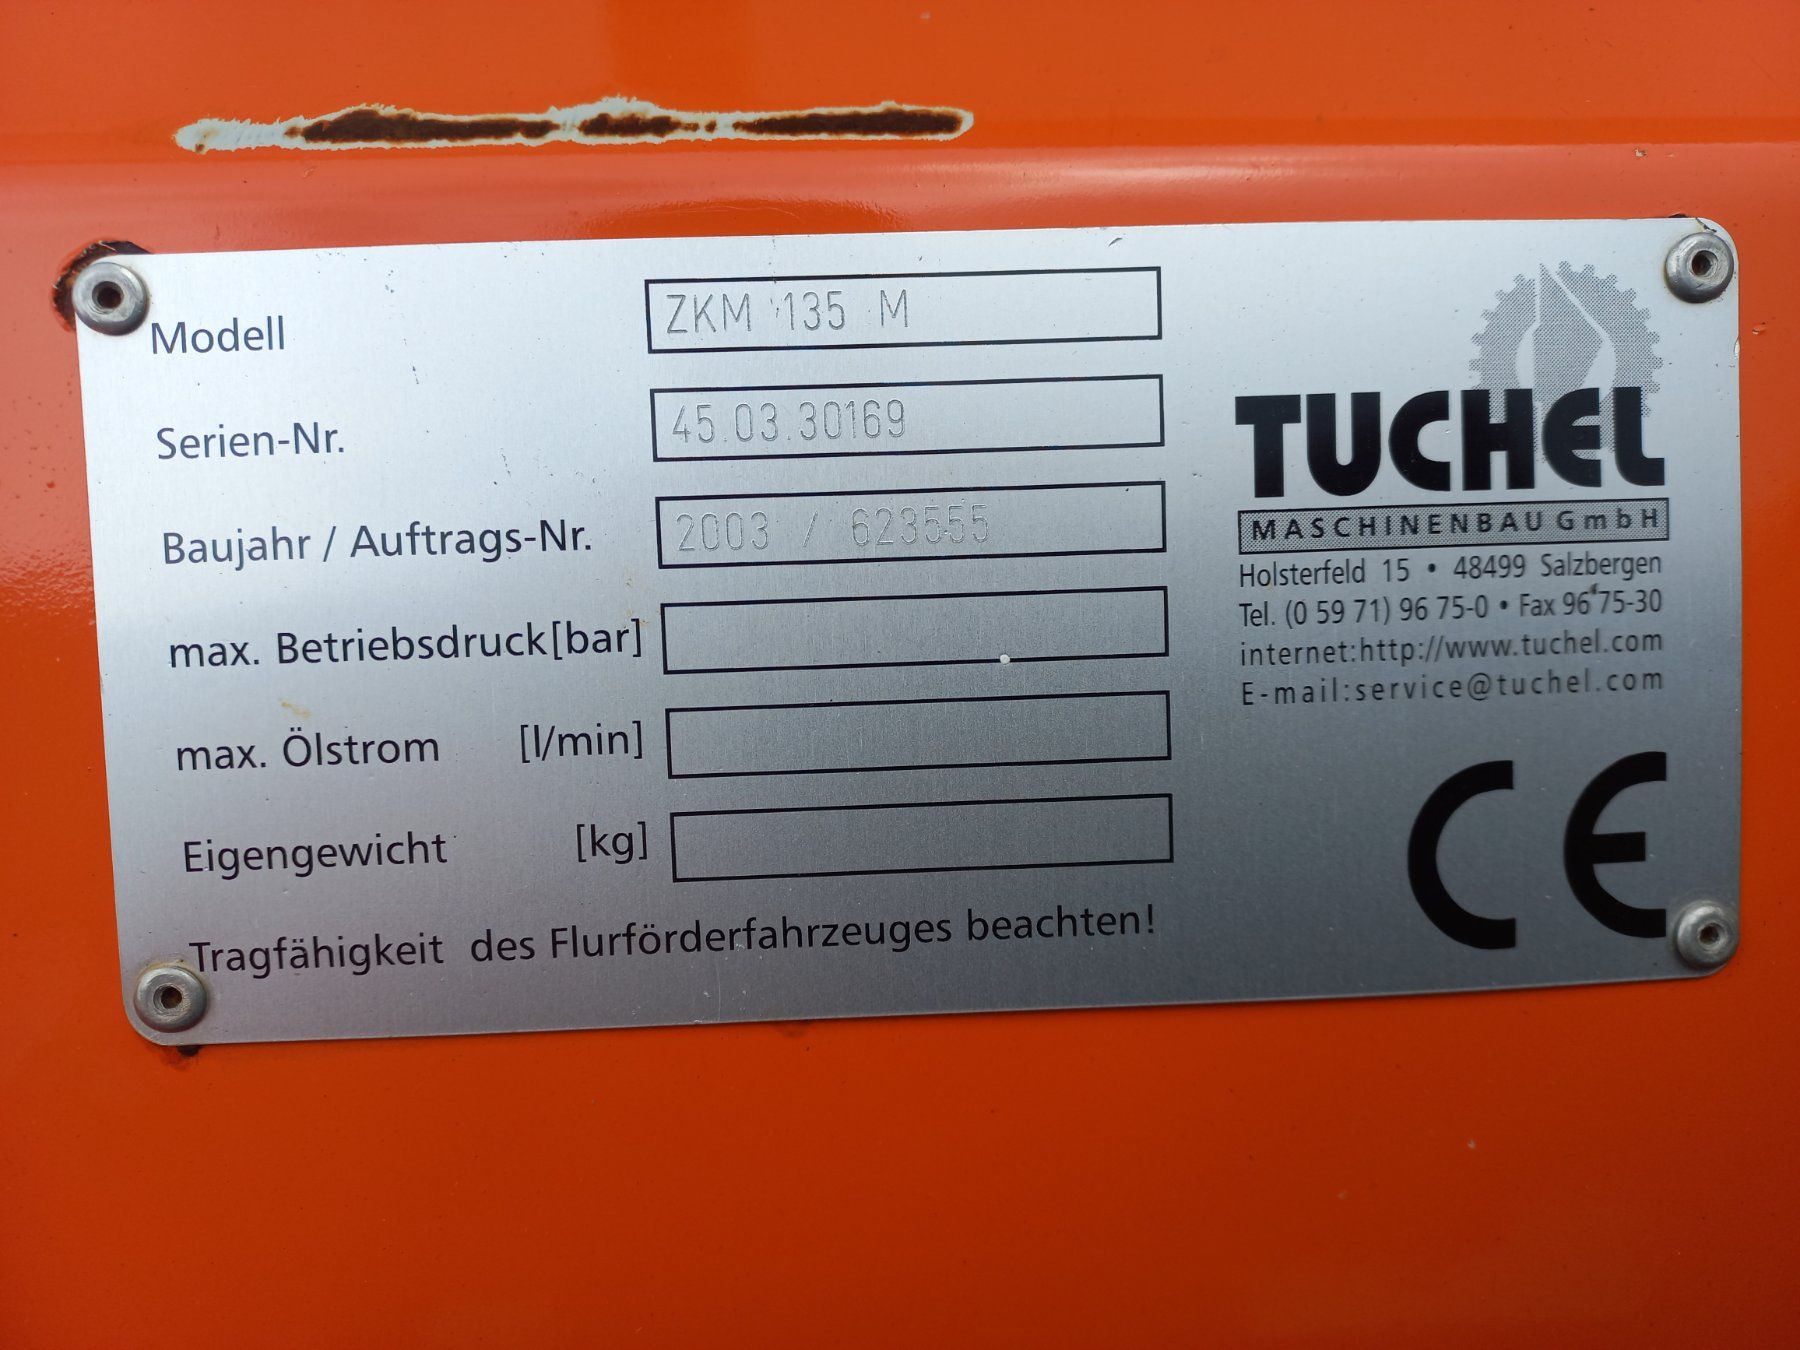 Modell ZKM 135 M
Serien-Nr. 45.03.30169
Baujahr / Auftrags-Nr. 2003 / 623555
max. Betriebsdruck[bar]
max. Ölstrom [l/min]
Eigengewicht [kg]
Tragfähigkeit des Flurförderfahrzeuges beachten!
TUCHEL
MASCHINENBAU GmbH
Holsterfeld 15 • 48499 Salzbergen
Tel. (0 59 71) 96 75-0 • Fax 96 75-30
internet:http://www.tuchel.com
E-mail:service@tuchel.com
CE